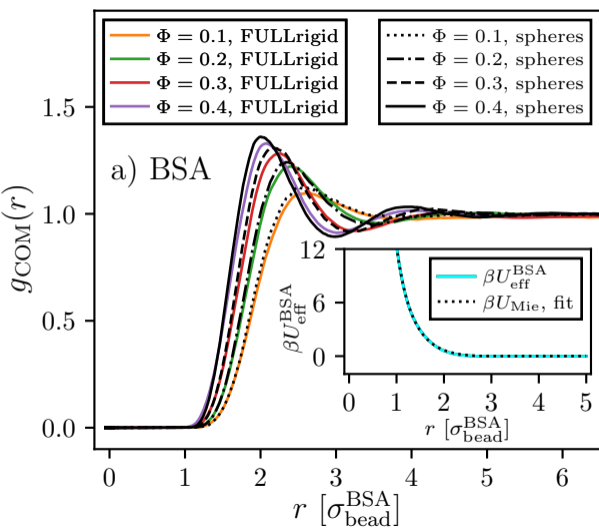 Φ = 0.1, FULLrigid
Φ = 0.2, FULLrigid
Φ = 0.3, FULLrigid
Φ = 0.4, FULLrigid
Φ = 0.1, spheres
Φ = 0.2, spheres
Φ = 0.3, spheres
Φ = 0.4, spheres
a) BSA
g_COM(r)
1.5
1.0
0.5
0.0
0 1 2 3 4 5 6
r [σ_bead^BSA]
βU_eff^BSA
12
6
0
βU_eff^BSA
βU_Mie, fit
0 1 2 3 4 5
r [σ_bead^BSA]